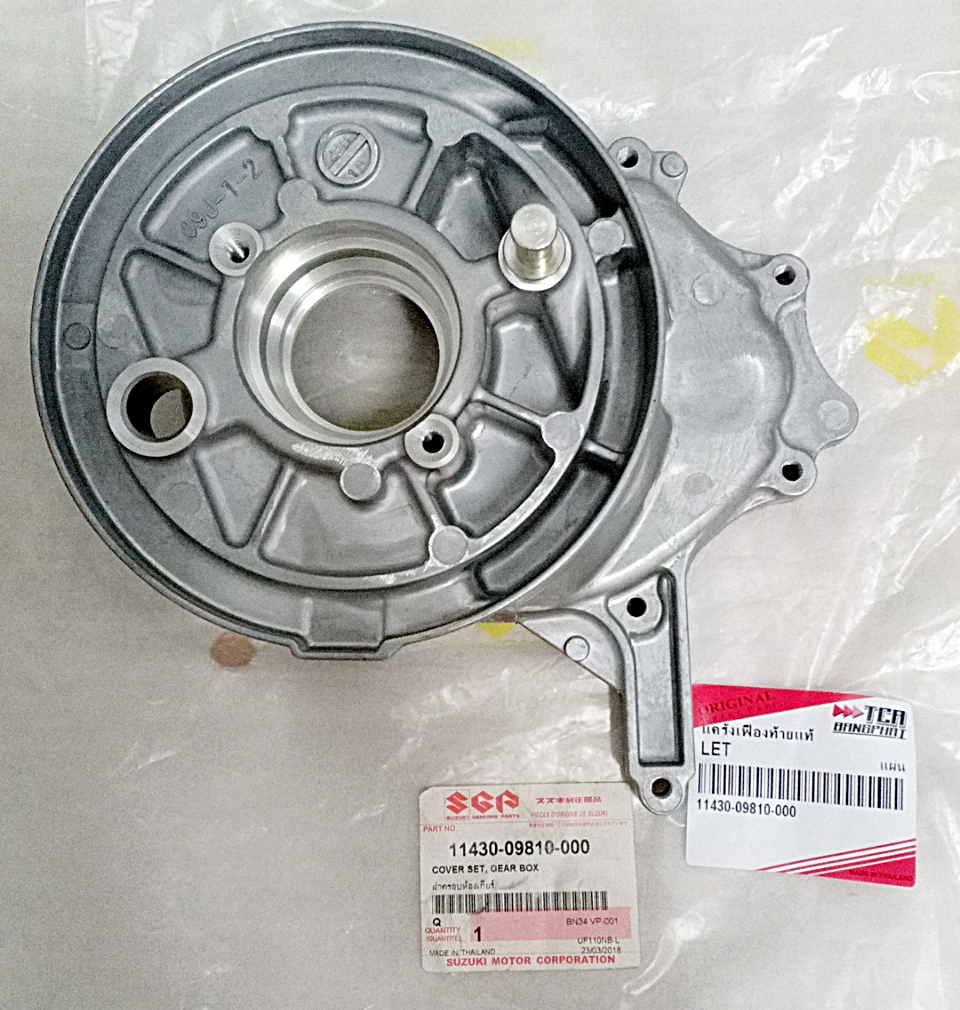 09J-1-2
SGP
SUZUKI GENUINE PARTS
スズキ純正部品
PIÈCES D'ORIGINE DE SUZUKI
PART NO.
11430-09810-000
COVER SET, GEAR BOX
ฝาครอบห้องเกียร์
Q
BN34 VP-001
QUANTITY
(QUANTITÉ)
1
UF110NB-L
MADE IN THAILAND
23/03/2018
SUZUKI MOTOR CORPORATION
ORIGINAL
TCA
BANGPHAI
แคร้งเฟืองท้ายแท้
LET
แผน
11430-09810-000
MADE IN THAILAND